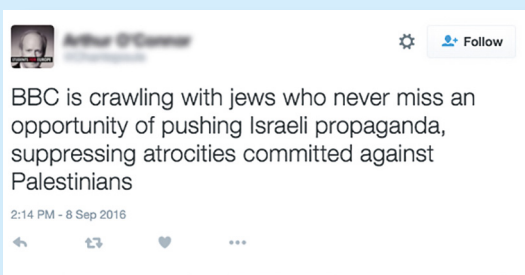 Follow
BBC is crawling with jews who never miss an
opportunity of pushing Israeli propaganda,
suppressing atrocities committed against
Palestinians
2:14 PM - 8 Sep 2016